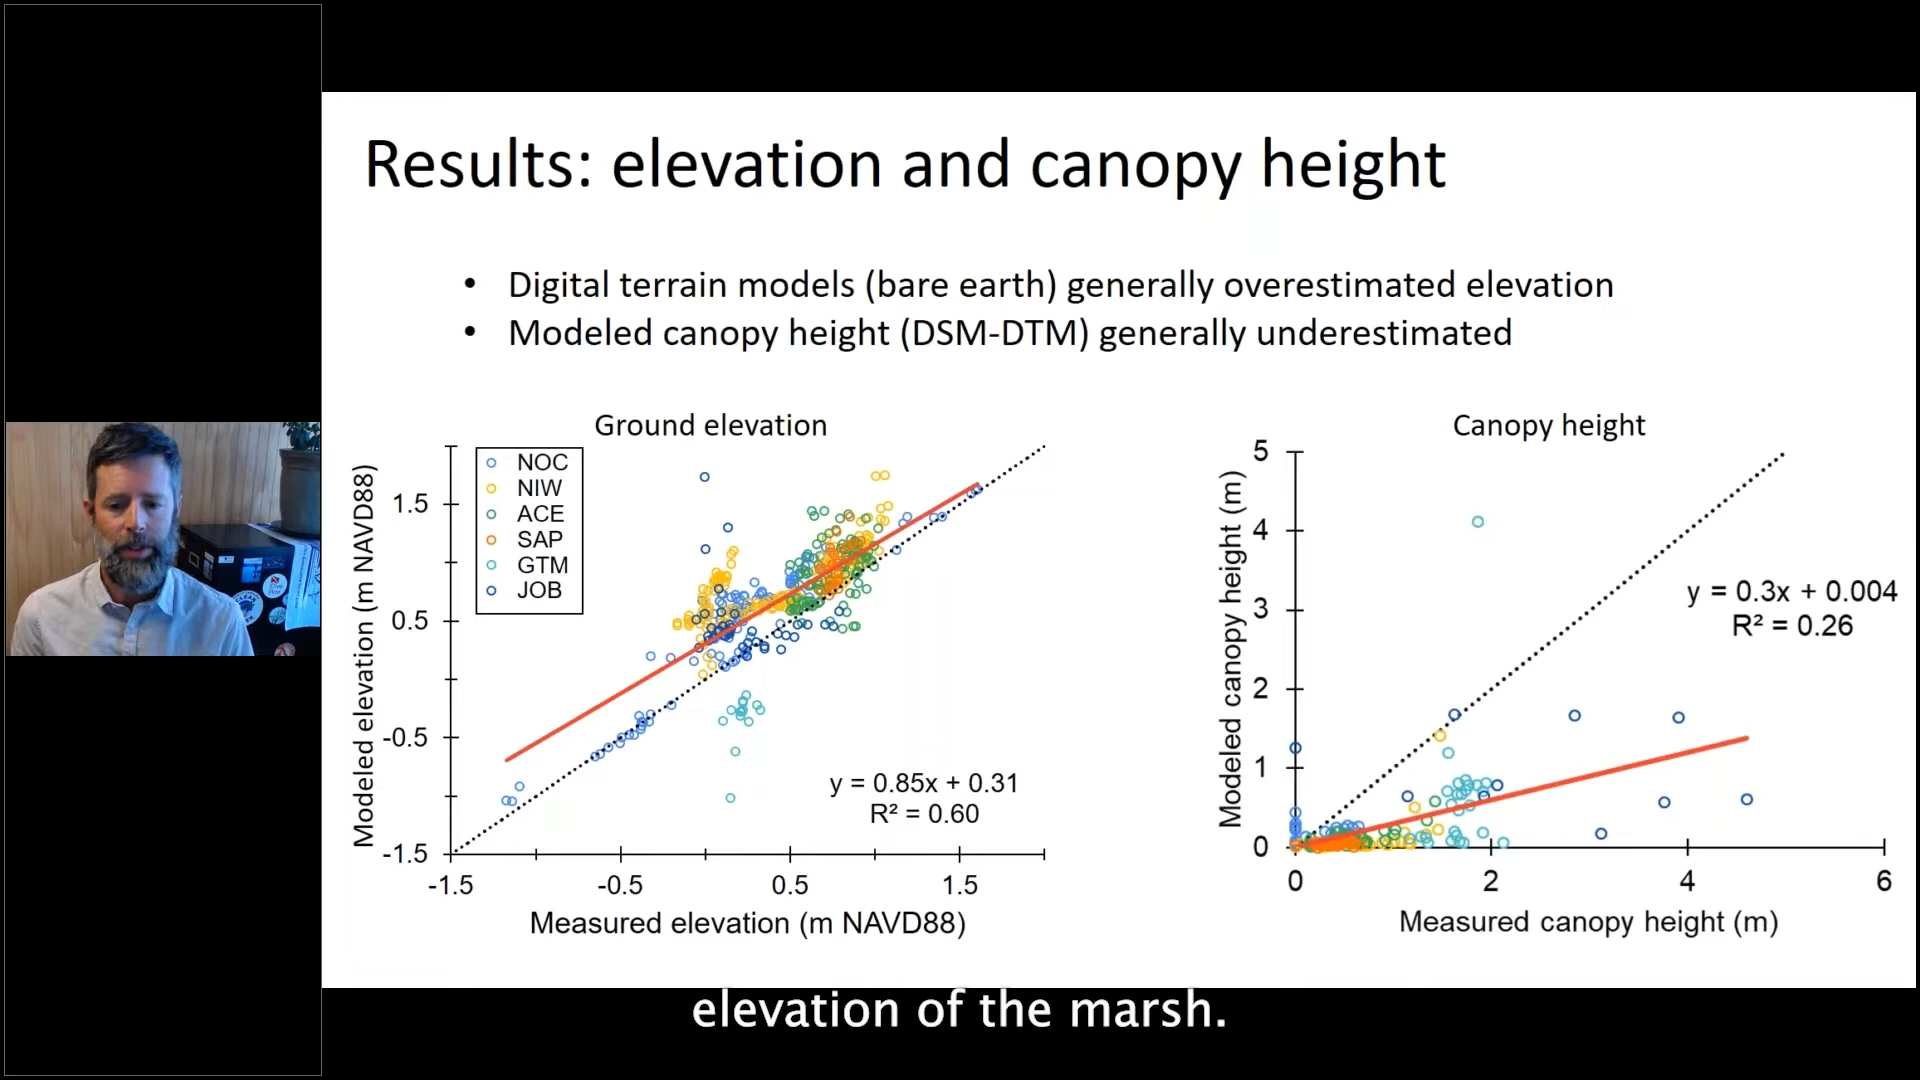 Results: elevation and canopy height
• Digital terrain models (bare earth) generally overestimated elevation
• Modeled canopy height (DSM-DTM) generally underestimated
Ground elevation
NOC
NIW
ACE
SAP
GTM
JOB
Modeled elevation (m NAVD88)
1.5
0.5
-0.5
-1.5
y = 0.85x + 0.31
R² = 0.60
-1.5 -0.5 0.5 1.5
Measured elevation (m NAVD88)
Canopy height
Modeled canopy height (m)
5
4
3
2
1
0
y = 0.3x + 0.004
R² = 0.26
0 2 4 6
Measured canopy height (m)
elevation of the marsh.